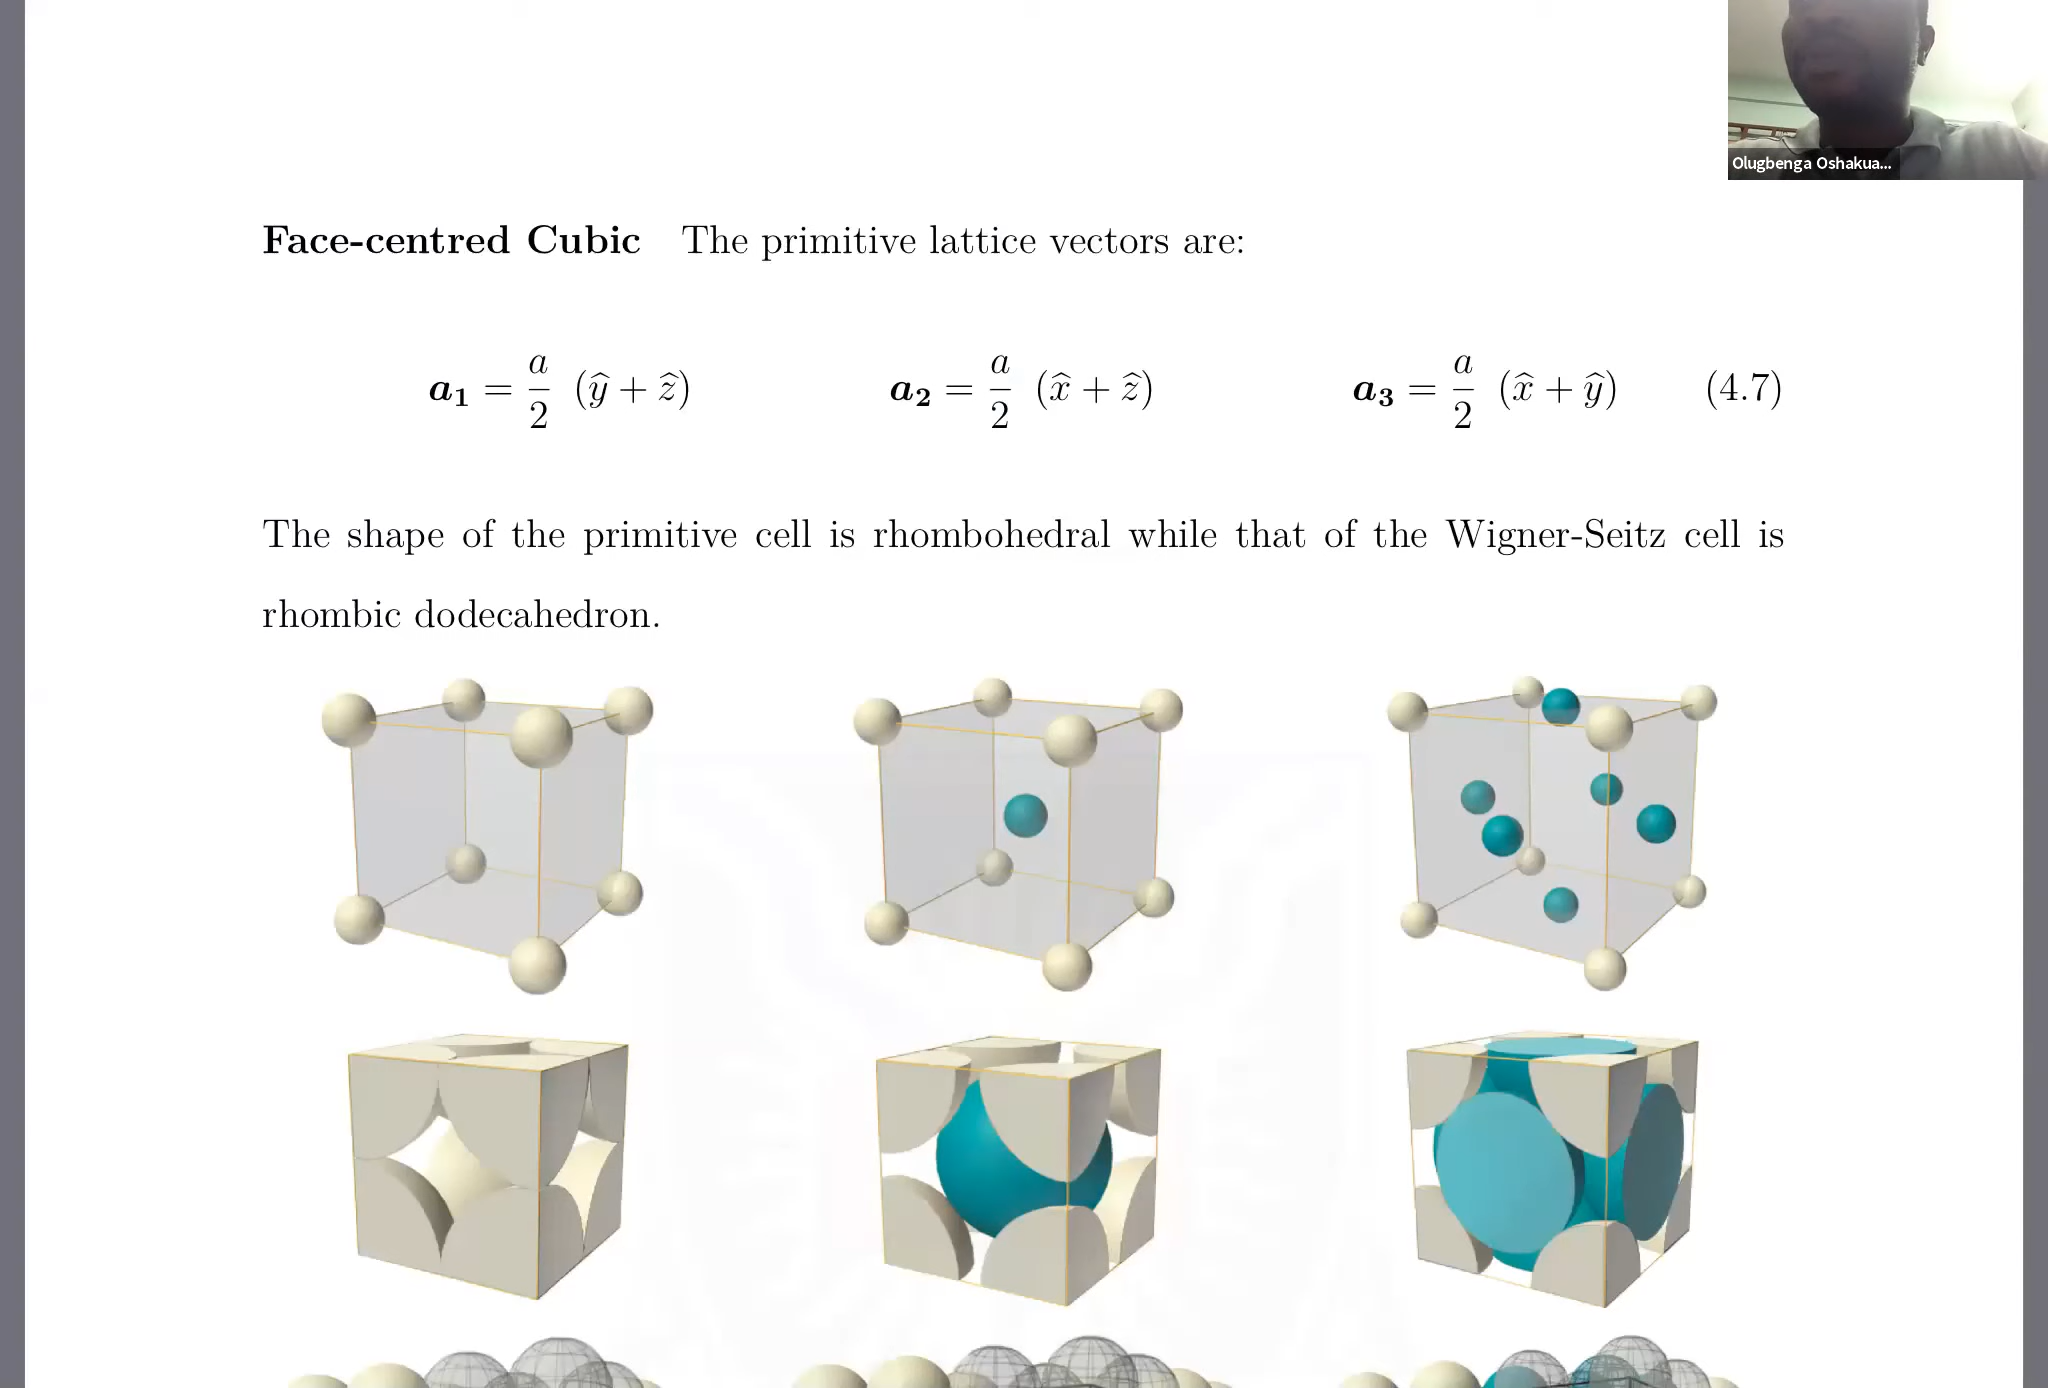 Olugbenga Oshakua...
Face-centred Cubic The primitive lattice vectors are:
a₁ = a/2 (ŷ + ẑ) a₂ = a/2 (x̂ + ẑ) a₃ = a/2 (x̂ + ŷ) (4.7)
The shape of the primitive cell is rhombohedral while that of the Wigner-Seitz cell is
rhombic dodecahedron.